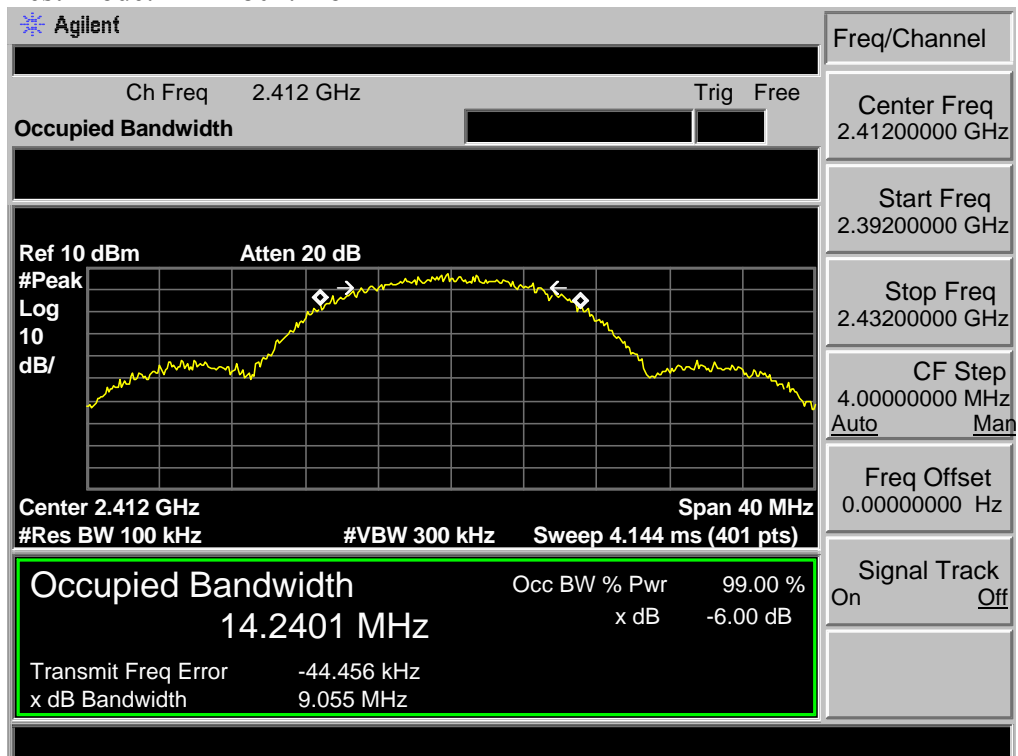 Agilent
Freq/Channel
Ch Freq 2.412 GHz Trig Free
Occupied Bandwidth
Center Freq
2.41200000 GHz
Start Freq
2.39200000 GHz
Stop Freq
2.43200000 GHz
CF Step
4.00000000 MHz
Auto Man
Freq Offset
0.00000000 Hz
Signal Track
On Off
Ref 10 dBm Atten 20 dB
#Peak
Log
10
dB/
Center 2.412 GHz Span 40 MHz
#Res BW 100 kHz #VBW 300 kHz Sweep 4.144 ms (401 pts)
Occupied Bandwidth Occ BW % Pwr 99.00 %
14.2401 MHz x dB -6.00 dB
Transmit Freq Error -44.456 kHz
x dB Bandwidth 9.055 MHz